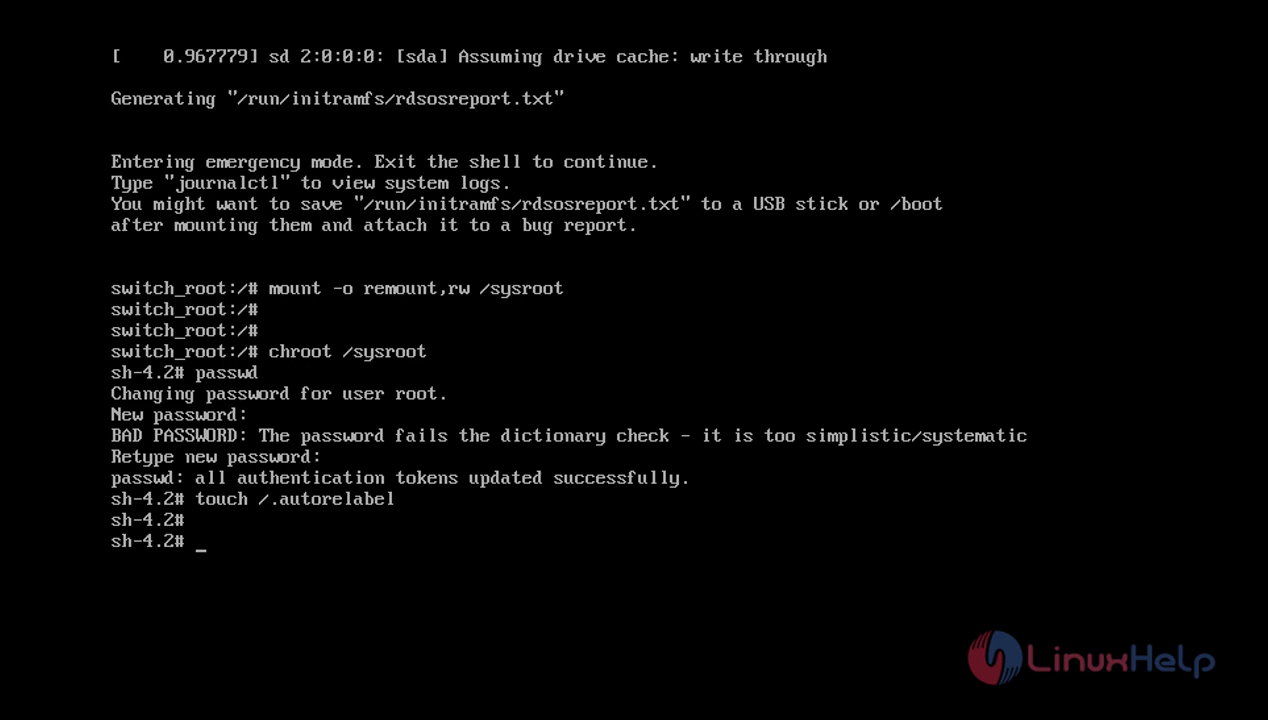 [    0.967779] sd 2:0:0:0: [sda] Assuming drive cache: write through
Generating "/run/initramfs/rdsosreport.txt"
Entering emergency mode. Exit the shell to continue.
Type "journalctl" to view system logs.
You might want to save "/run/initramfs/rdsosreport.txt" to a USB stick or /boot
after mounting them and attach it to a bug report.
switch_root:/# mount -o remount,rw /sysroot
switch_root:/#
switch_root:/#
switch_root:/# chroot /sysroot
sh-4.2# passwd
Changing password for user root.
New password:
BAD PASSWORD: The password fails the dictionary check - it is too simplistic/systematic
Retype new password:
passwd: all authentication tokens updated successfully.
sh-4.2# touch /.autorelabel
sh-4.2#
sh-4.2# _
LinuxHelp